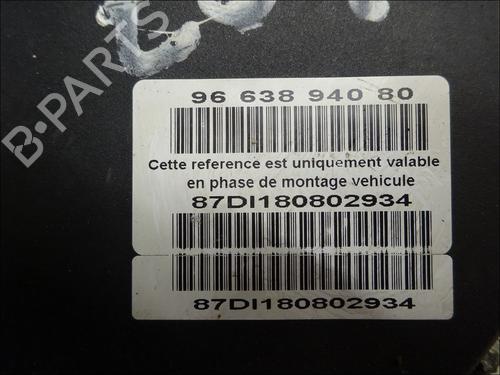 96 638 940 80
Cette reference est uniquement valable
en phase de montage vehicule
87DI180802934
87DI180802934
B-PARTS